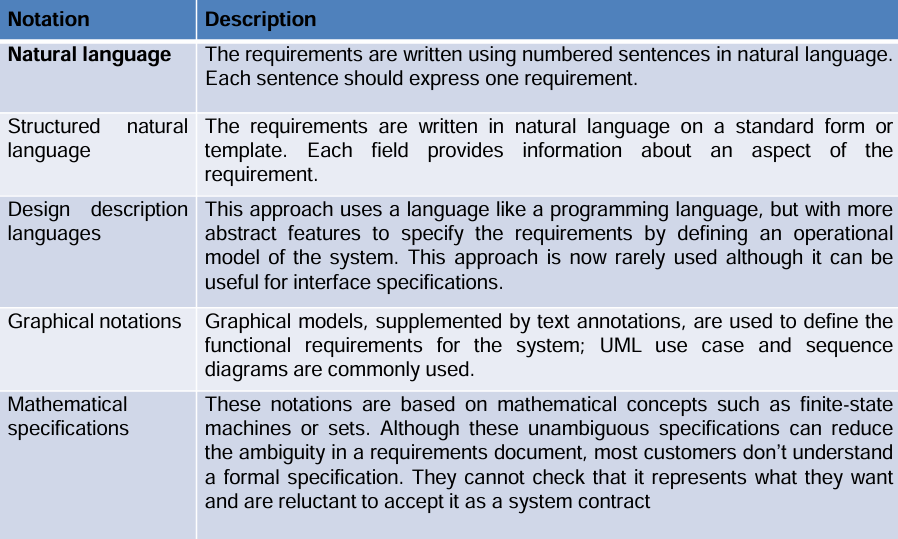 Notation Description
Natural language The requirements are written using numbered sentences in natural language.
Each sentence should express one requirement.
Structured natural The requirements are written in natural language on a standard form or
language template. Each field provides information about an aspect of the
requirement.
Design description This approach uses a language like a programming language, but with more
languages abstract features to specify the requirements by defining an operational
model of the system. This approach is now rarely used although it can be
useful for interface specifications.
Graphical notations Graphical models, supplemented by text annotations, are used to define the
functional requirements for the system; UML use case and sequence
diagrams are commonly used.
Mathematical These notations are based on mathematical concepts such as finite-state
specifications machines or sets. Although these unambiguous specifications can reduce
the ambiguity in a requirements document, most customers don’t understand
a formal specification. They cannot check that it represents what they want
and are reluctant to accept it as a system contract